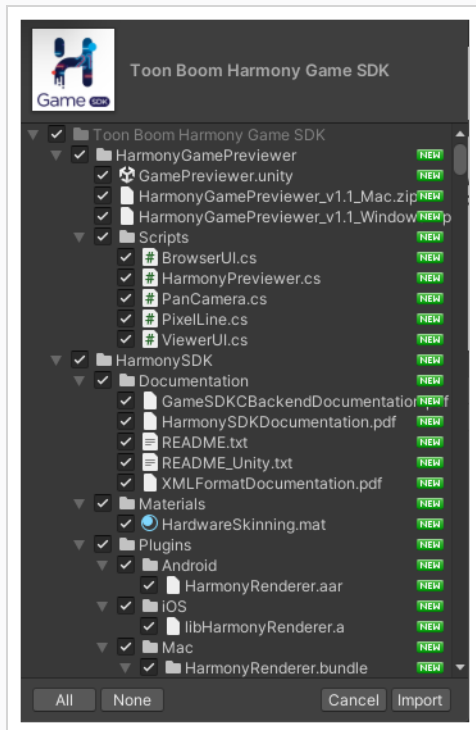 Game SDK
Toon Boom Harmony Game SDK
Toon Boom Harmony Game SDK
HarmonyGamePreviewer NEW
GamePreviewer.unity NEW
HarmonyGamePreviewer_v1.1_Mac.zip NEW
HarmonyGamePreviewer_v1.1_Window NEW p
Scripts NEW
# BrowserUI.cs NEW
# HarmonyPreviewer.cs NEW
# PanCamera.cs NEW
# PixelLine.cs NEW
# ViewerUI.cs NEW
HarmonySDK NEW
Documentation NEW
GameSDKCBackendDocumentation NEW f
HarmonySDKDocumentation.pdf NEW
README.txt NEW
README_Unity.txt NEW
XMLFormatDocumentation.pdf NEW
Materials NEW
HardwareSkinning.mat NEW
Plugins NEW
Android NEW
HarmonyRenderer.aar NEW
iOS NEW
libHarmonyRenderer.a NEW
Mac NEW
HarmonyRenderer.bundle NEW
All None Cancel Import